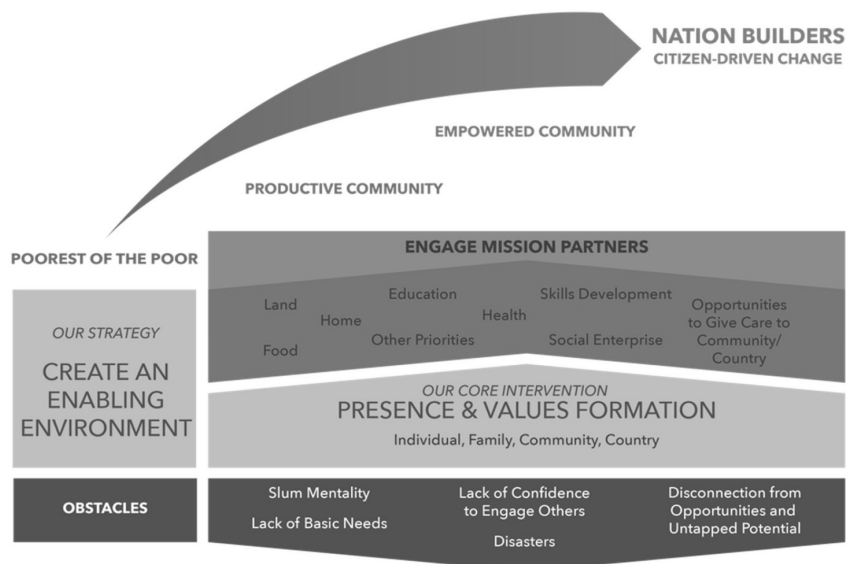 NATION BUILDERS
CITIZEN-DRIVEN CHANGE
EMPOWERED COMMUNITY
PRODUCTIVE COMMUNITY
POOREST OF THE POOR
ENGAGE MISSION PARTNERS
Land
Home
Food
Education
Other Priorities
Health
Skills Development
Social Enterprise
Opportunities
to Give Care to
Community/
Country
OUR STRATEGY
CREATE AN
ENABLING
ENVIRONMENT
OUR CORE INTERVENTION
PRESENCE & VALUES FORMATION
Individual, Family, Community, Country
OBSTACLES
Slum Mentality
Lack of Basic Needs
Lack of Confidence
to Engage Others
Disasters
Disconnection from
Opportunities and
Untapped Potential